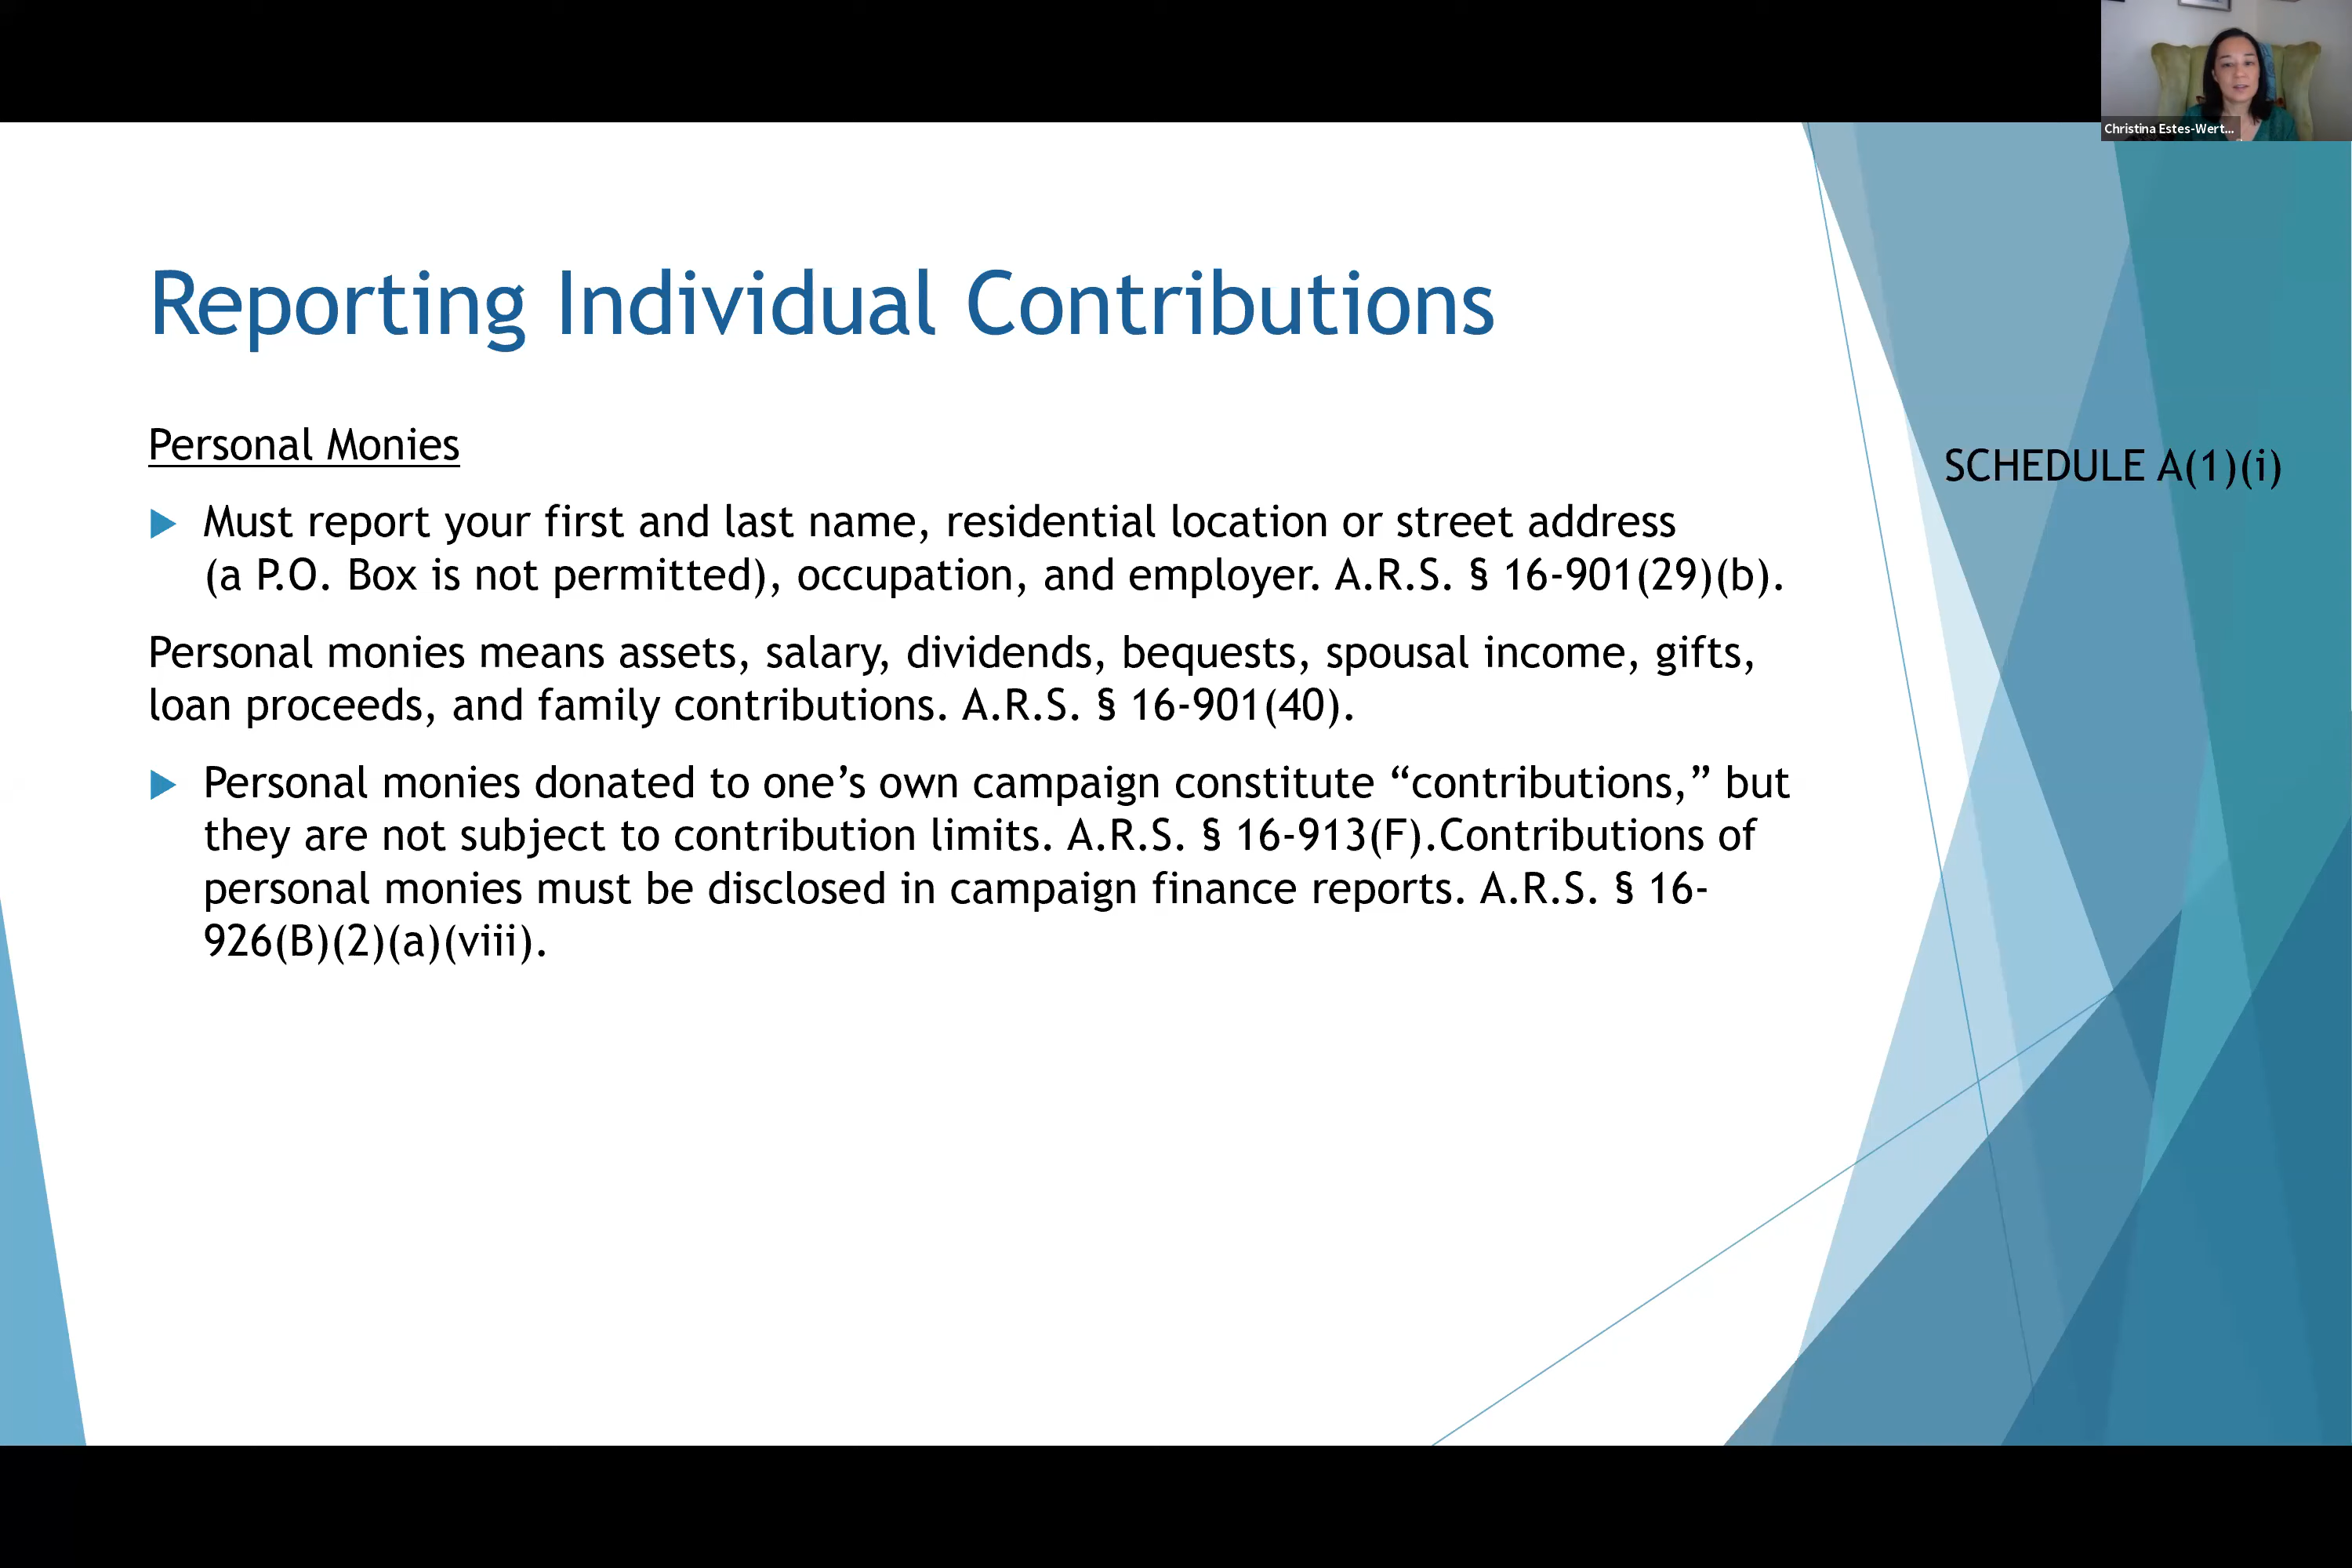 Christina Estes-Wert...
Reporting Individual Contributions
Personal Monies
SCHEDULE A(1)(i)
Must report your first and last name, residential location or street address
(a P.O. Box is not permitted), occupation, and employer. A.R.S. § 16-901(29)(b).
Personal monies means assets, salary, dividends, bequests, spousal income, gifts,
loan proceeds, and family contributions. A.R.S. § 16-901(40).
Personal monies donated to one’s own campaign constitute “contributions,” but
they are not subject to contribution limits. A.R.S. § 16-913(F).Contributions of
personal monies must be disclosed in campaign finance reports. A.R.S. § 16-
926(B)(2)(a)(viii).